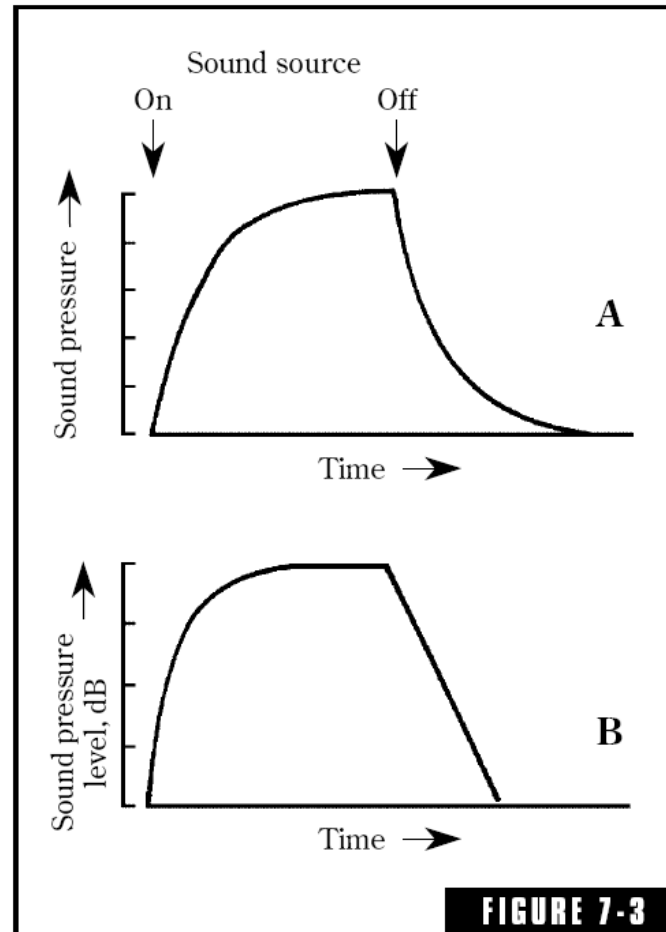 Sound source
On Off
Sound pressure
A
Time
Sound pressure
level, dB
B
Time
FIGURE 7-3